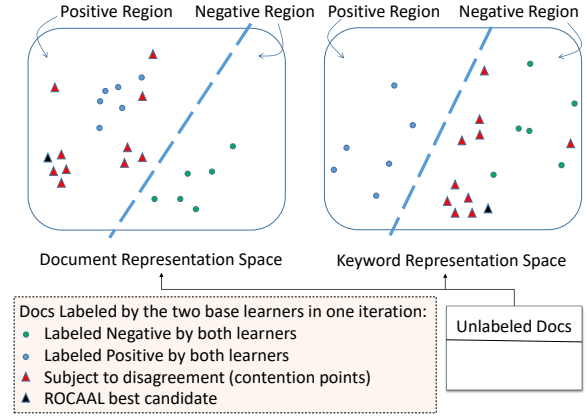 Positive Region
Negative Region
Positive Region
Negative Region
Document Representation Space
Keyword Representation Space
Docs Labeled by the two base learners in one iteration:
Labeled Negative by both learners
Labeled Positive by both learners
Subject to disagreement (contention points)
ROCAAL best candidate
Unlabeled Docs